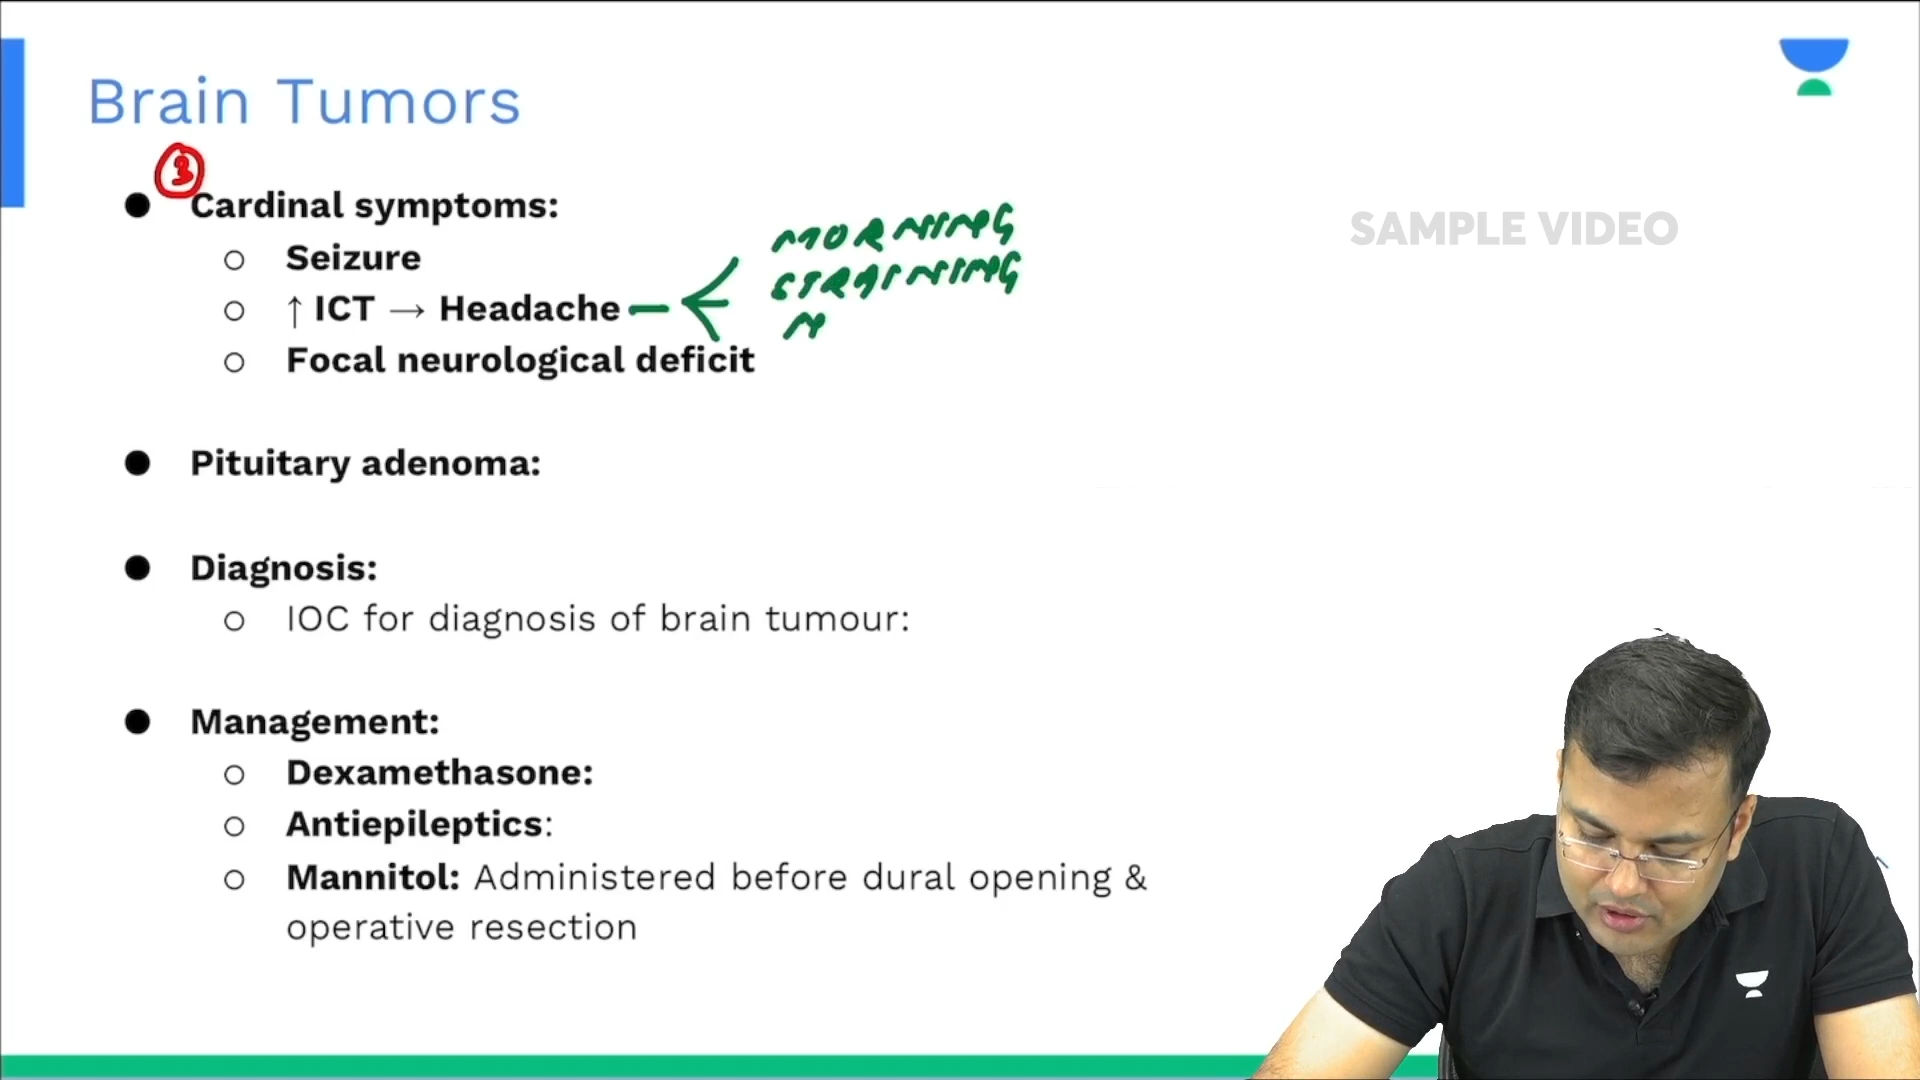 Brain Tumors
3
Cardinal symptoms:
Seizure
↑ ICT → Headache
MORNING
STRAINING
N
Focal neurological deficit
SAMPLE VIDEO
Pituitary adenoma:
Diagnosis:
IOC for diagnosis of brain tumour:
Management:
Dexamethasone:
Antiepileptics:
Mannitol: Administered before dural opening &
operative resection